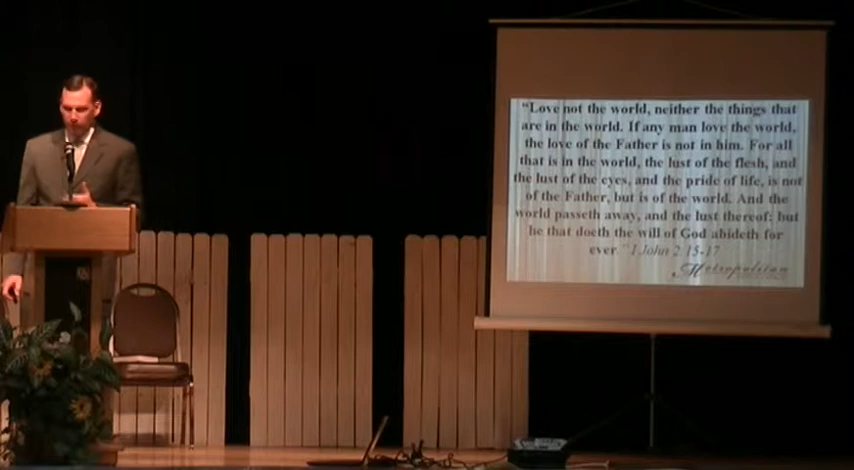 "Love not the world, neither the things that
are in the world. If any man love the world,
the love of the Father is not in him. For all
that is in the world, the lust of the flesh, and
the lust of the eyes, and the pride of life, is not
of the Father, but is of the world. And the
world passeth away, and the lust thereof: but
he that doeth the will of God abideth for
ever." 1 John 2:15-17
Metropolitan